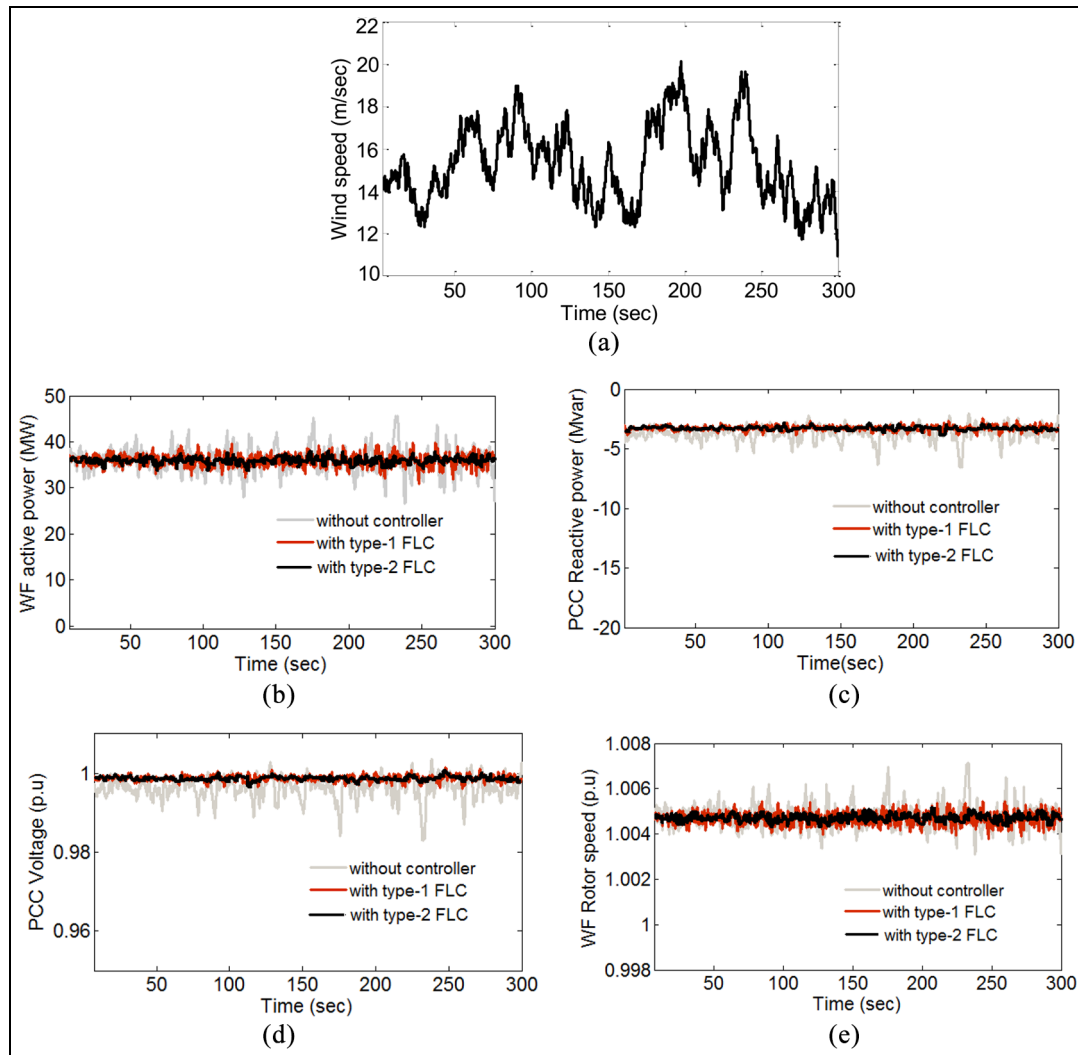 Wind speed (m/sec)
22
20
18
16
14
12
10
50 100 150 200 250 300
Time (sec)
(a)
WF active power (MW)
50
40
30
20
10
0
without controller
with type-1 FLC
with type-2 FLC
50 100 150 200 250 300
Time (sec)
(b)
PCC Reactive power (Mvar)
0
-5
-10
-15
-20
without controller
with type-1 FLC
with type-2 FLC
50 100 150 200 250 300
Time(sec)
(c)
PCC Voltage (p.u)
1
0.98
0.96
without controller
with type-1 FLC
with type-2 FLC
50 100 150 200 250 300
Time (sec)
(d)
WF Rotor speed (p.u)
1.008
1.006
1.004
1.002
1
0.998
without controller
with type-1 FLC
with type-2 FLC
50 100 150 200 250 300
Time (sec)
(e)